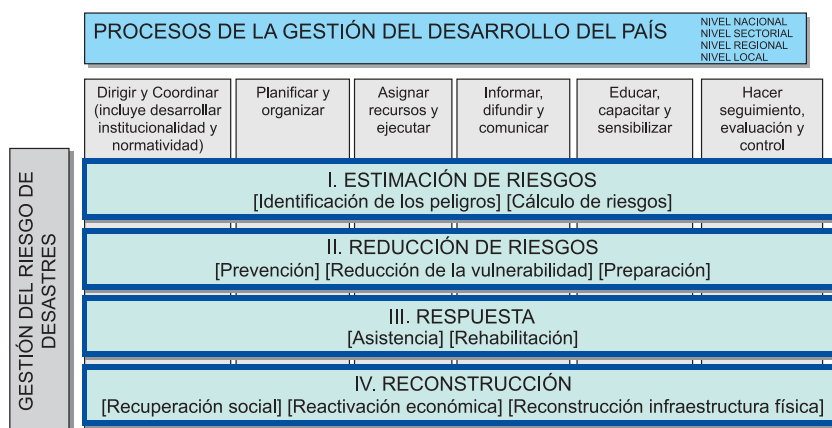 PROCESOS DE LA GESTIÓN DEL DESARROLLO DEL PAÍS
NIVEL NACIONAL
NIVEL SECTORIAL
NIVEL REGIONAL
NIVEL LOCAL
Dirigir y Coordinar
(incluye desarrollar
institucionalidad y
normatividad)
Planificar y
organizar
Asignar
recursos y
ejecutar
Informar,
difundir y
comunicar
Educar,
capacitar y
sensibilizar
Hacer
seguimiento,
evaluación y
control
GESTIÓN DEL RIESGO DE
DESASTRES
I. ESTIMACIÓN DE RIESGOS
[Identificación de los peligros] [Cálculo de riesgos]
II. REDUCCIÓN DE RIESGOS
[Prevención] [Reducción de la vulnerabilidad] [Preparación]
III. RESPUESTA
[Asistencia] [Rehabilitación]
IV. RECONSTRUCCIÓN
[Recuperación social] [Reactivación económica] [Reconstrucción infraestructura física]